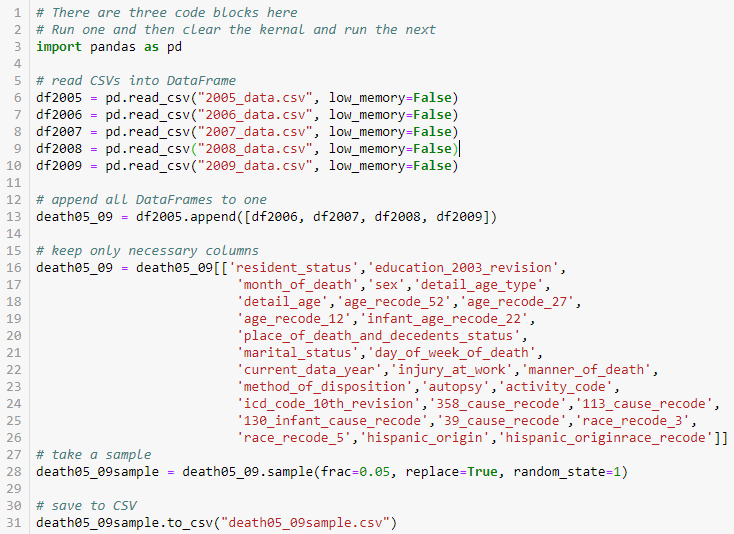 1 # There are three code blocks here
2 # Run one and then clear the kernal and run the next
3 import pandas as pd
4
5 # read CSVs into DataFrame
6 df2005 = pd.read_csv("2005_data.csv", low_memory=False)
7 df2006 = pd.read_csv("2006_data.csv", low_memory=False)
8 df2007 = pd.read_csv("2007_data.csv", low_memory=False)
9 df2008 = pd.read_csv("2008_data.csv", low_memory=False)
10 df2009 = pd.read_csv("2009_data.csv", low_memory=False)
11
12 # append all DataFrames to one
13 death05_09 = df2005.append([df2006, df2007, df2008, df2009])
14
15 # keep only necessary columns
16 death05_09 = death05_09[['resident_status','education_2003_revision',
17                          'month_of_death','sex','detail_age_type',
18                          'detail_age','age_recode_52','age_recode_27',
19                          'age_recode_12','infant_age_recode_22',
20                          'place_of_death_and_decedents_status',
21                          'marital_status','day_of_week_of_death',
22                          'current_data_year','injury_at_work','manner_of_death',
23                          'method_of_disposition','autopsy','activity_code',
24                          'icd_code_10th_revision','358_cause_recode','113_cause_recode',
25                          '130_infant_cause_recode','39_cause_recode','race_recode_3',
26                          'race_recode_5','hispanic_origin','hispanic_originrace_recode']]
27 # take a sample
28 death05_09sample = death05_09.sample(frac=0.05, replace=True, random_state=1)
29
30 # save to CSV
31 death05_09sample.to_csv("death05_09sample.csv")